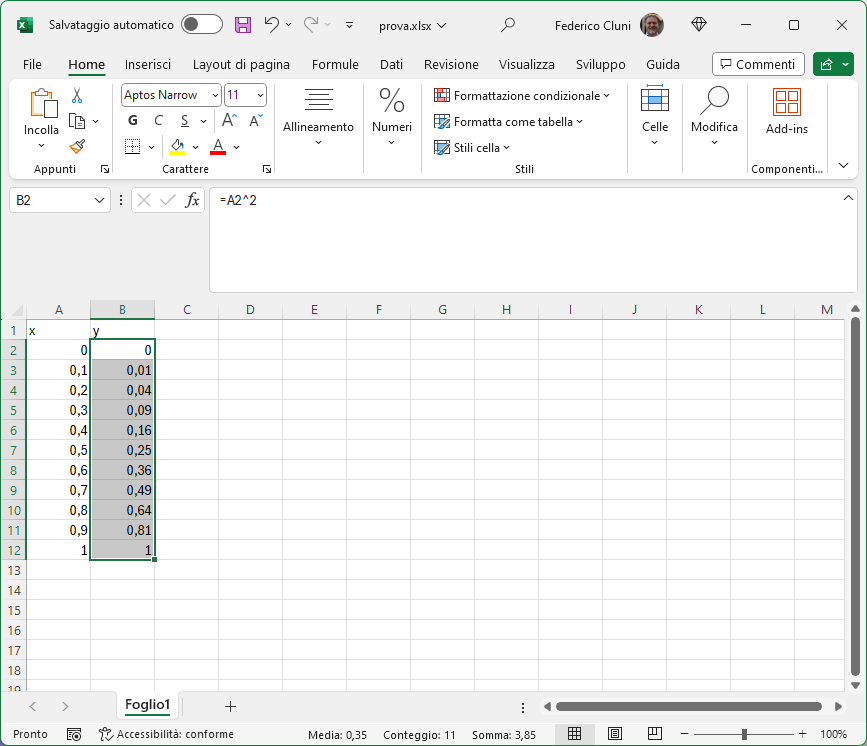 Salvataggio automatico prova.xlsx Federico Cluni
File Home Inserisci Layout di pagina Formule Dati Revisione Visualizza Sviluppo Guida Commenti
Incolla Aptos Narrow 11 Allineamento Numeri Formattazione condizionale Celle Modifica Add-ins
G C S A A % Formatta come tabella
A Stili cella
Appunti Carattere Stili Componenti...
B2 fx =A2^2
A B C D E F G H I J K L M
1 x y
2 0 0
3 0,1 0,01
4 0,2 0,04
5 0,3 0,09
6 0,4 0,16
7 0,5 0,25
8 0,6 0,36
9 0,7 0,49
10 0,8 0,64
11 0,9 0,81
12 1 1
13
14
15
16
17
18
19
Foglio1
Pronto Accessibilità: conforme Media: 0,35 Conteggio: 11 Somma: 3,85 100%